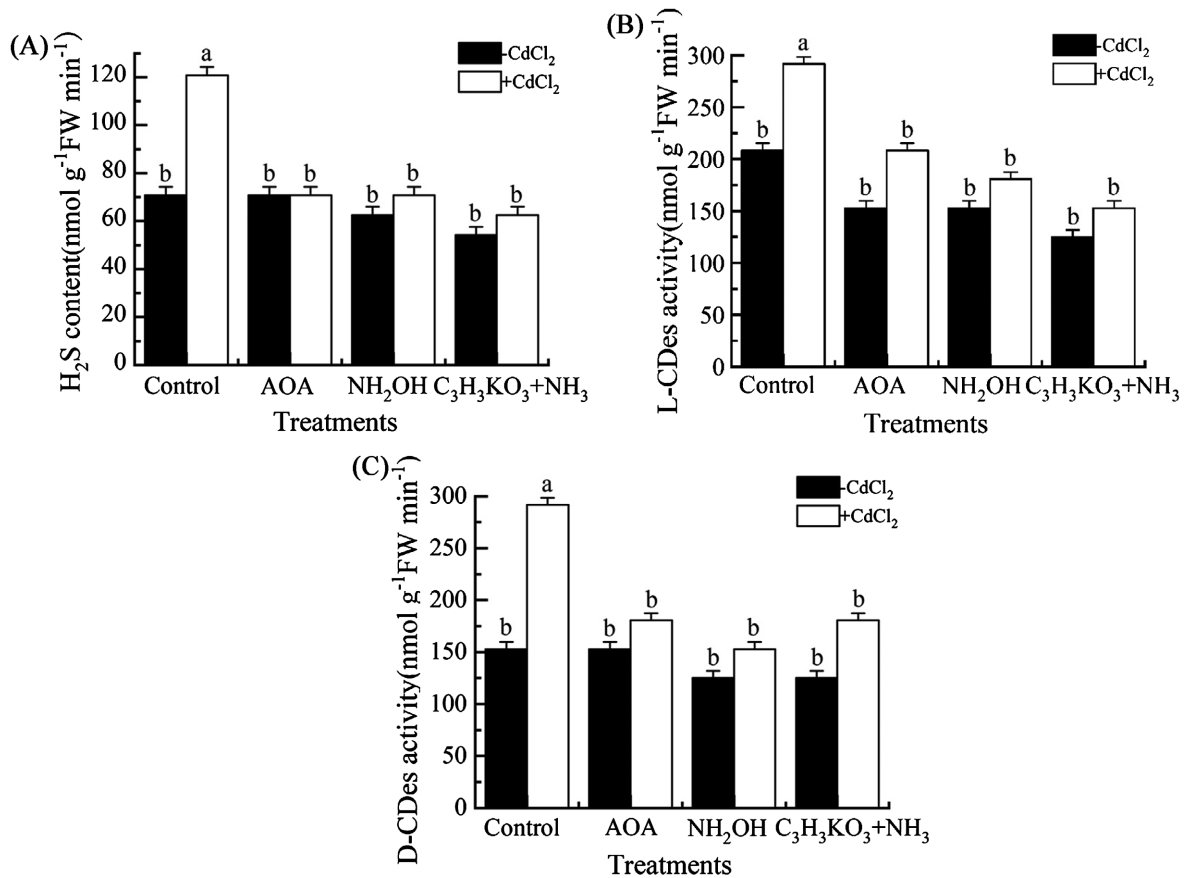 (A)
H₂S content(nmol g⁻¹FW min⁻¹)
120
100
80
60
40
20
0
-CdCl₂
+CdCl₂
b a b b b b b b
Control AOA NH₂OH C₃H₃KO₃+NH₃
Treatments
(B)
L-CDes activity(nmol g⁻¹FW min⁻¹)
300
250
200
150
100
50
0
-CdCl₂
+CdCl₂
b a b b b b b b
Control AOA NH₂OH C₃H₃KO₃+NH₃
Treatments
(C)
D-CDes activity(nmol g⁻¹FW min⁻¹)
300
250
200
150
100
50
0
-CdCl₂
+CdCl₂
b a b b b b b b
Control AOA NH₂OH C₃H₃KO₃+NH₃
Treatments